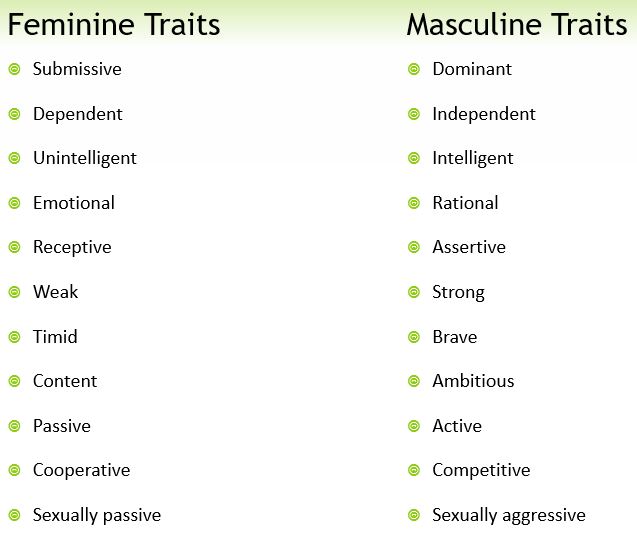 Feminine Traits
Submissive
Dependent
Unintelligent
Emotional
Receptive
Weak
Timid
Content
Passive
Cooperative
Sexually passive
Masculine Traits
Dominant
Independent
Intelligent
Rational
Assertive
Strong
Brave
Ambitious
Active
Competitive
Sexually aggressive